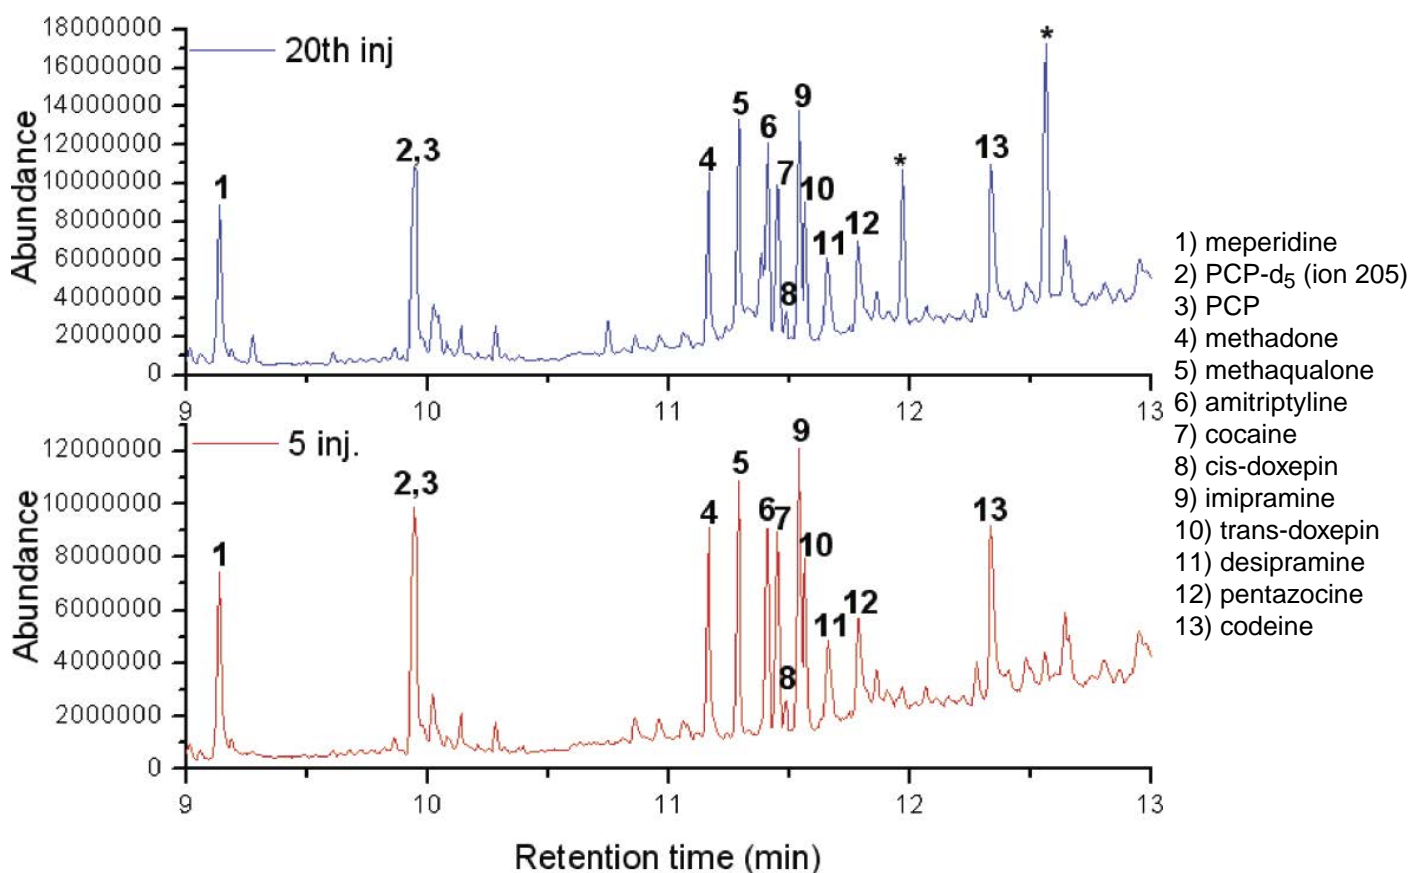 18000000
16000000
14000000
12000000
10000000
8000000
6000000
4000000
2000000
0
Abundance
20th inj
1
2,3
4
5
6
7
8
9
10
11
12
*
13
*
9
10
11
12
13
12000000
10000000
8000000
6000000
4000000
2000000
0
Abundance
5 inj.
1
2,3
4
5
6
7
8
9
10
11
12
13
9
10
11
12
13
Retention time (min)
1) meperidine
2) PCP-d5 (ion 205)
3) PCP
4) methadone
5) methaqualone
6) amitriptyline
7) cocaine
8) cis-doxepin
9) imipramine
10) trans-doxepin
11) desipramine
12) pentazocine
13) codeine